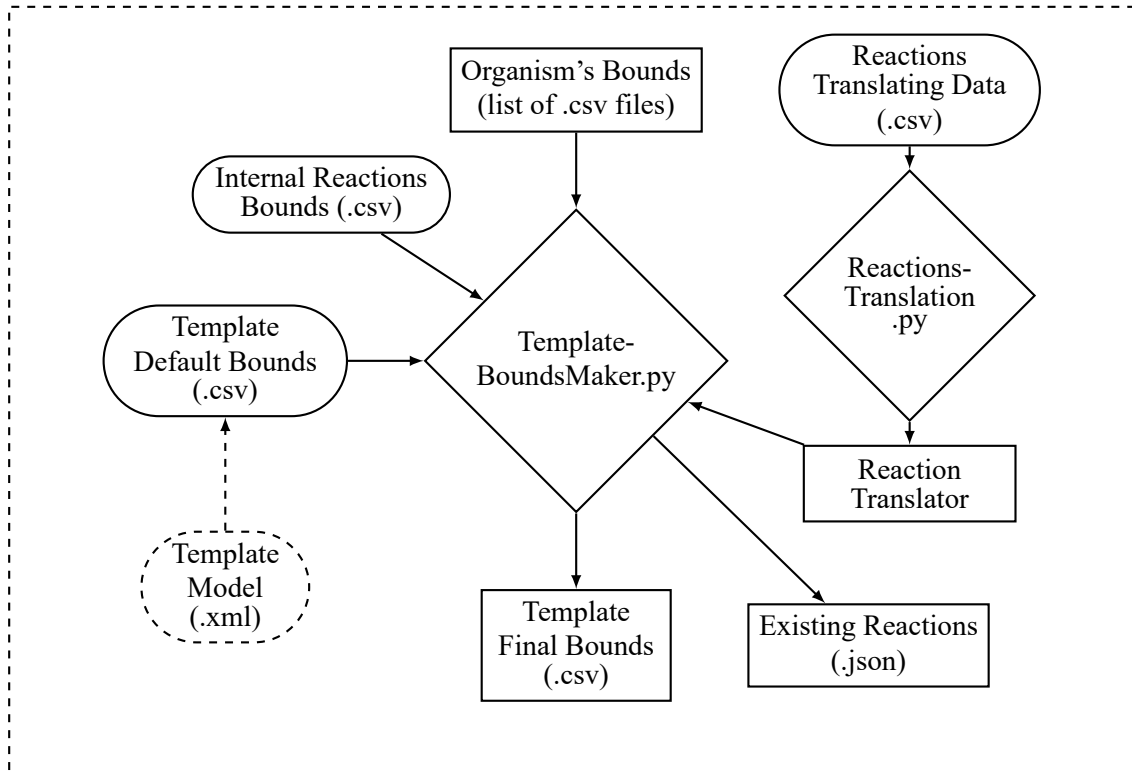 Organism’s Bounds
(list of .csv files)
Reactions
Translating Data
(.csv)
Internal Reactions
Bounds (.csv)
Reactions-
Translation
.py
Template
Default Bounds
(.csv)
Template-
BoundsMaker.py
Reaction
Translator
Template
Model
(.xml)
Template
Final Bounds
(.csv)
Existing Reactions
(.json)